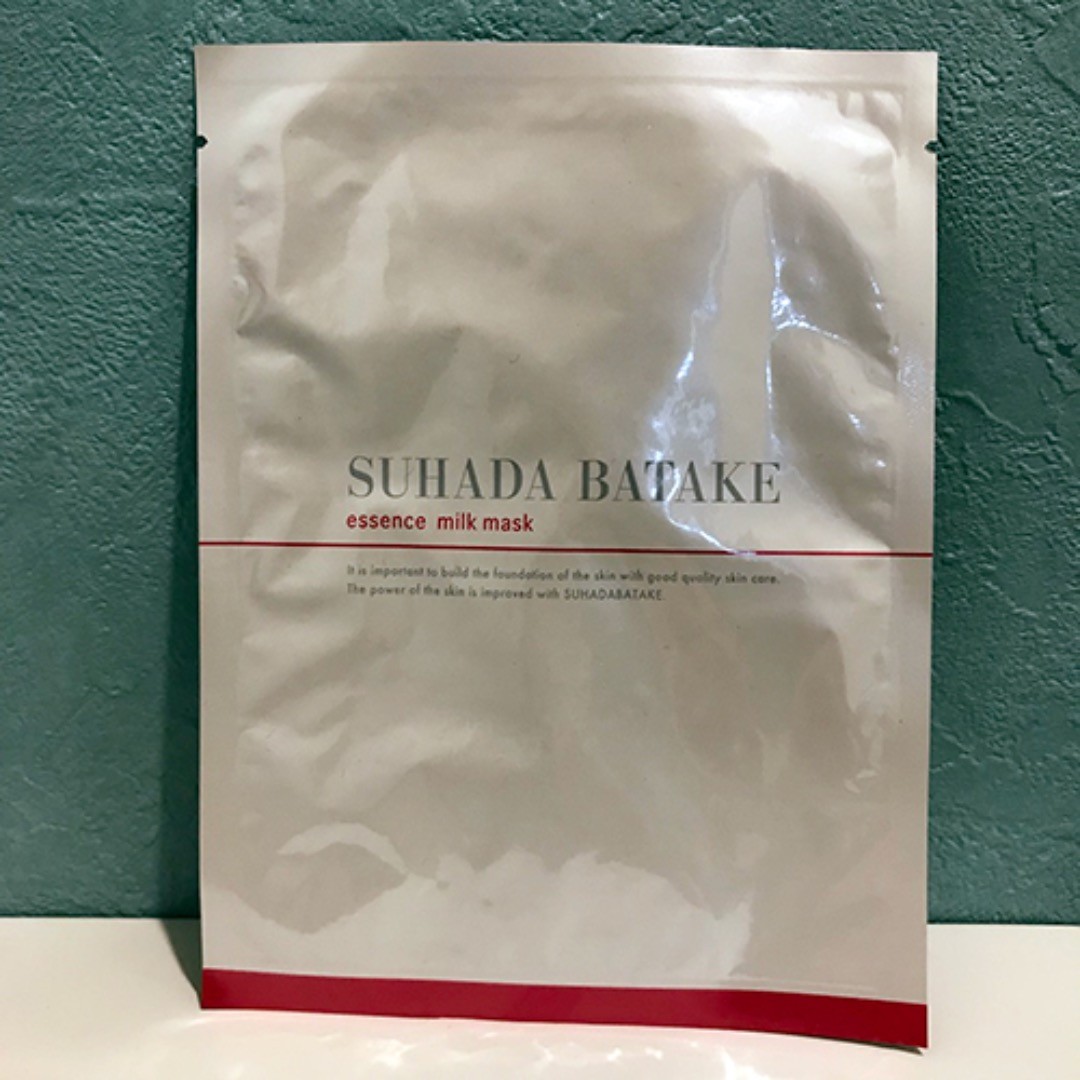 SUHADA BATAKE
essence milk mask
It is important to build the foundation of the skin with good quality skin care.
The power of the skin is improved with SUHADABATAKE.